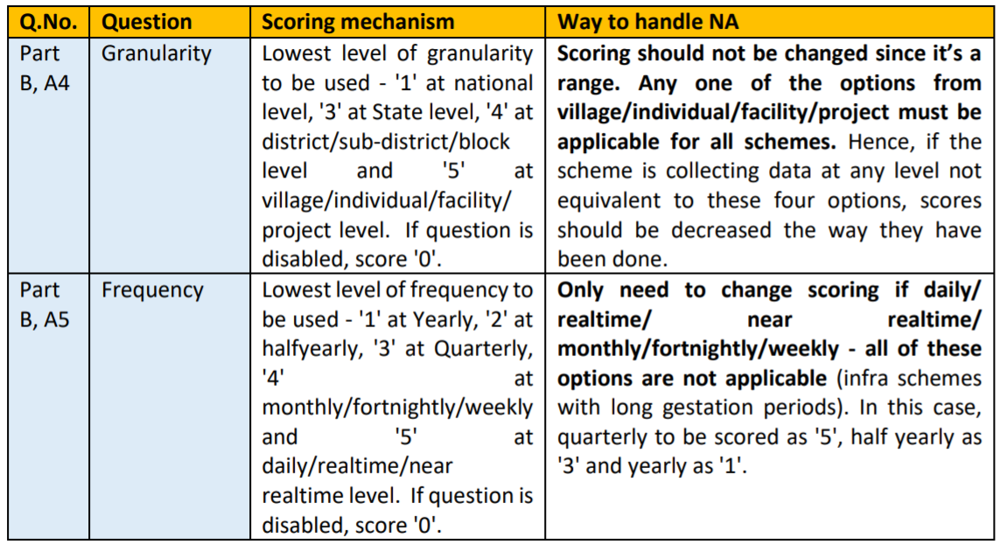 Q.No. Question Scoring mechanism Way to handle NA
Part
B, A4
Granularity
Lowest level of granularity
to be used - '1' at national
level, '3' at State level, '4' at
district/sub-district/block
level and '5' at
village/individual/facility/
project level. If question is
disabled, score '0'.
Scoring should not be changed since it’s a
range. Any one of the options from
village/individual/facility/project must be
applicable for all schemes. Hence, if the
scheme is collecting data at any level not
equivalent to these four options, scores
should be decreased the way they have
been done.
Part
B, A5
Frequency
Lowest level of frequency to
be used - '1' at Yearly, '2' at
halfyearly, '3' at Quarterly,
'4' at
monthly/fortnightly/weekly
and '5' at
daily/realtime/near
realtime level. If question is
disabled, score '0'.
Only need to change scoring if daily/
realtime/ near realtime/
monthly/fortnightly/weekly - all of these
options are not applicable (infra schemes
with long gestation periods). In this case,
quarterly to be scored as '5', half yearly as
'3' and yearly as '1'.